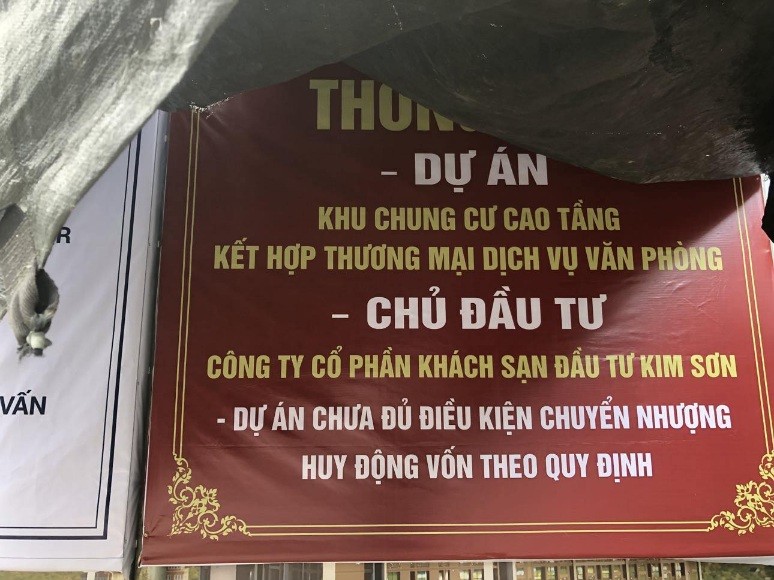 - DỰ ÁN
KHU CHUNG CƯ CAO TẦNG
KẾT HỢP THƯƠNG MẠI DỊCH VỤ VĂN PHÒNG
- CHỦ ĐẦU TƯ
CÔNG TY CỔ PHẦN KHÁCH SẠN ĐẦU TƯ KIM SƠN
- DỰ ÁN CHƯA ĐỦ ĐIỀU KIỆN CHUYỂN NHƯỢNG
HUY ĐỘNG VỐN THEO QUY ĐỊNH
VẤN